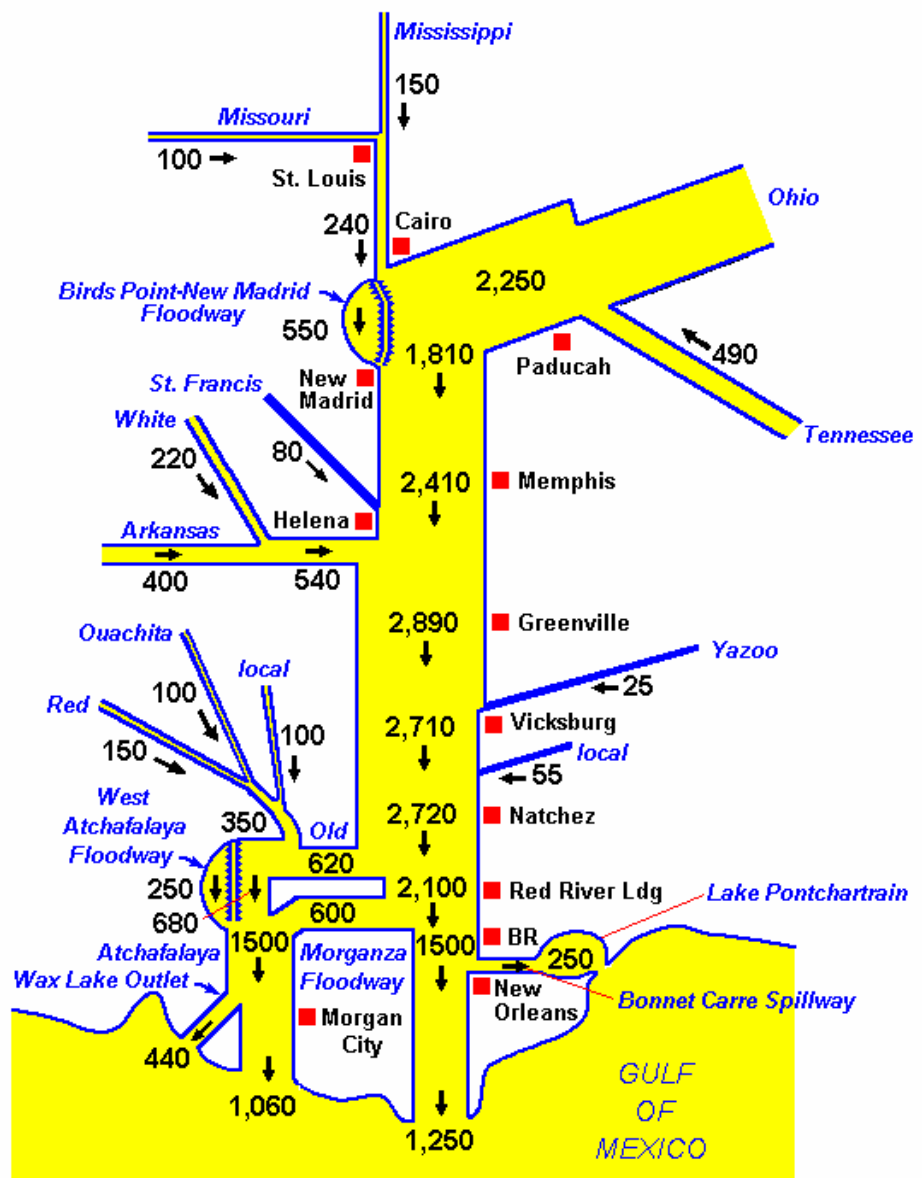 Mississippi
150
Missouri
100
St. Louis
Ohio
240
Cairo
2,250
Birds Point-New Madrid
Floodway
550
1,810
Paducah
490
New
Madrid
St. Francis
White
Tennessee
80
220
2,410
Memphis
Helena
Arkansas
400
540
2,890
Greenville
Ouachita
Yazoo
local
25
Red
100
2,710
Vicksburg
150
100
local
55
West
Atchafalaya
Floodway
350
Old
2,720
Natchez
620
250
2,100
Red River Ldg
Lake Pontchartrain
680
600
Atchafalaya
Wax Lake Outlet
1500
Morganza
Floodway
1500
BR
250
New
Orleans
Bonnet Carre Spillway
Morgan
City
440
1,060
1,250
GULF
OF
MEXICO